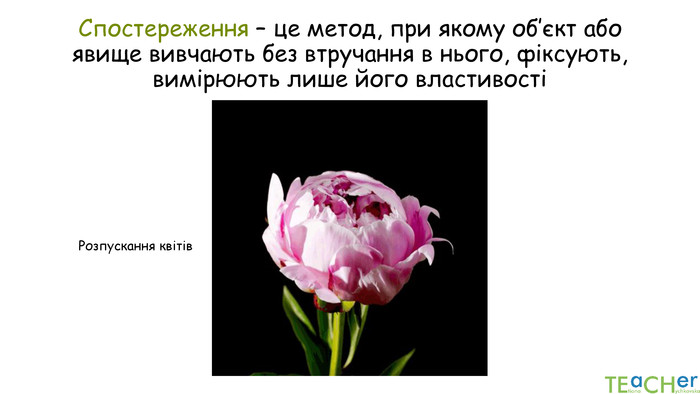 Спостереження – це метод, при якому об’єкт або
явище вивчають без втручання в нього, фіксують,
вимірюють лише його властивості
Розпускання квітів
TEaCHer